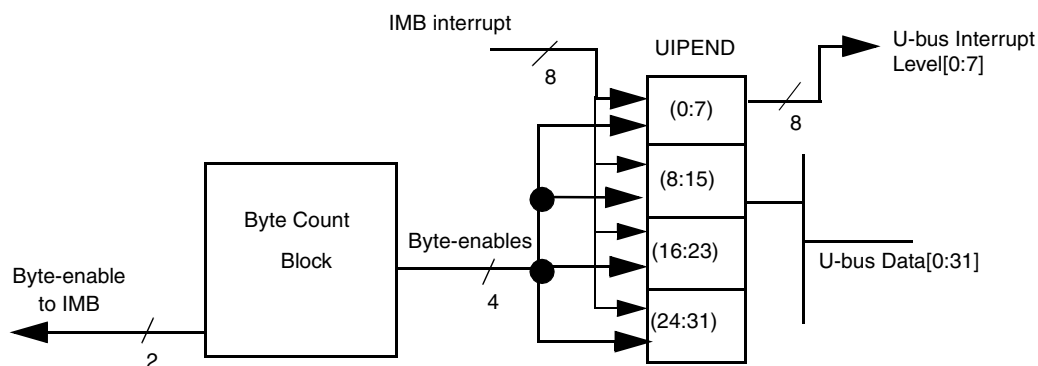 IMB interrupt
8
UIPEND
U-bus Interrupt
Level[0:7]
8
(0:7)
(8:15)
(16:23)
(24:31)
U-bus Data[0:31]
Byte Count
Block
Byte-enables
4
Byte-enable
to IMB
2